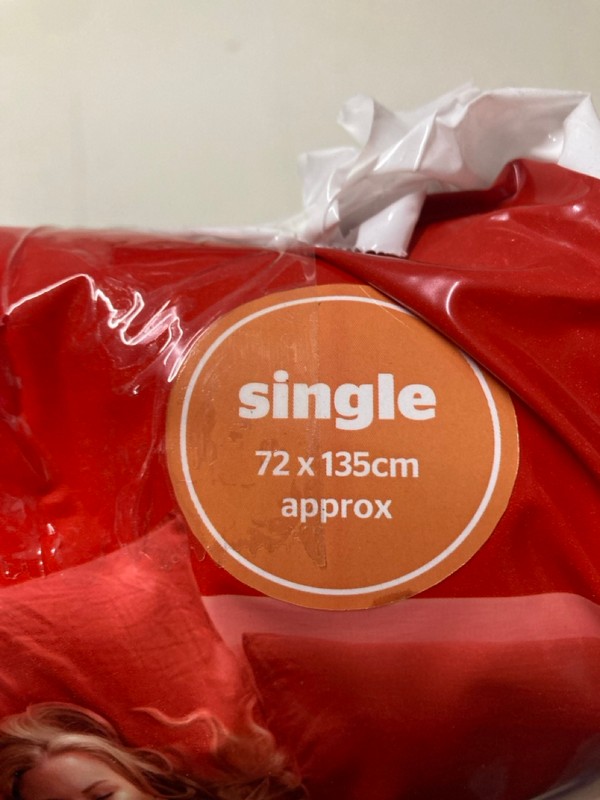 single
72 x 135cm
approx